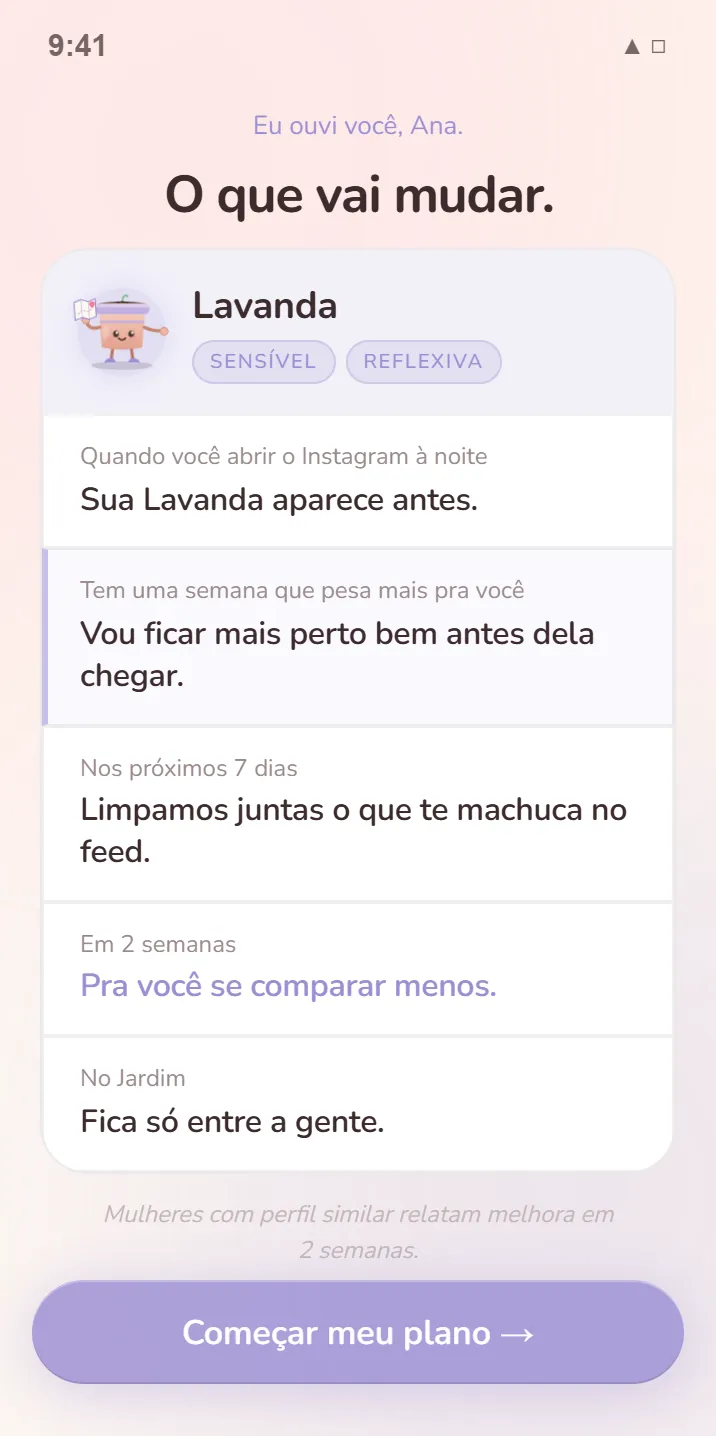 9:41
Eu ouvi você, Ana.
O que vai mudar.
Lavanda
SENSÍVEL REFLEXIVA
Quando você abrir o Instagram à noite
Sua Lavanda aparece antes.
Tem uma semana que pesa mais pra você
Vou ficar mais perto bem antes dela
chegar.
Nos próximos 7 dias
Limpamos juntas o que te machuca no
feed.
Em 2 semanas
Pra você se comparar menos.
No Jardim
Fica só entre a gente.
Mulheres com perfil similar relatam melhora em
2 semanas.
Começar meu plano →